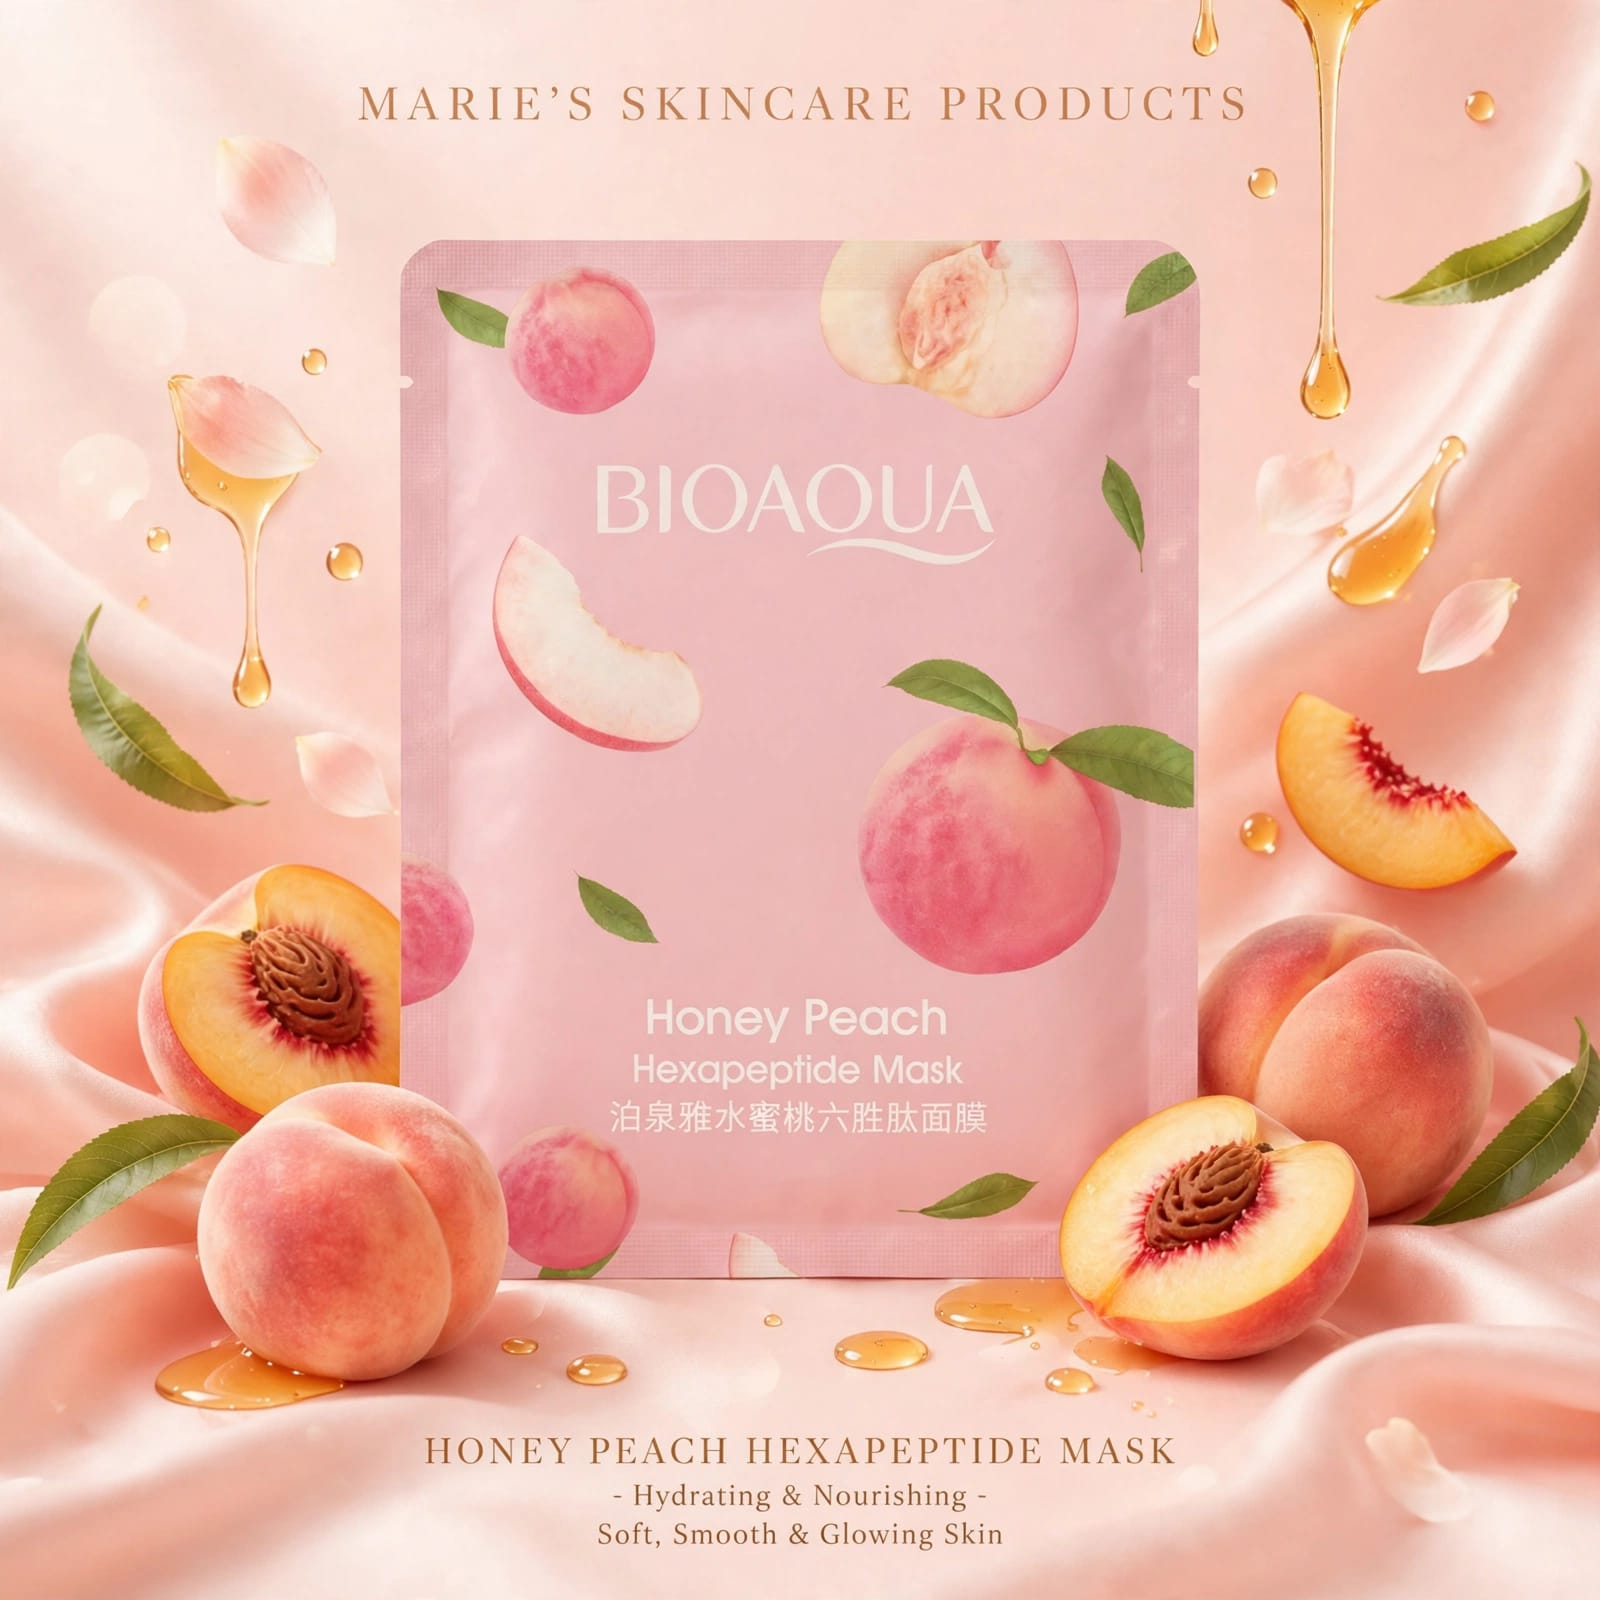 MARIE'S SKINCARE PRODUCTS
BIOAQUA
Honey Peach
Hexapeptide Mask
泊泉雅水蜜桃六胜肽面膜
HONEY PEACH HEXAPEPTIDE MASK
- Hydrating & Nourishing -
Soft, Smooth & Glowing Skin